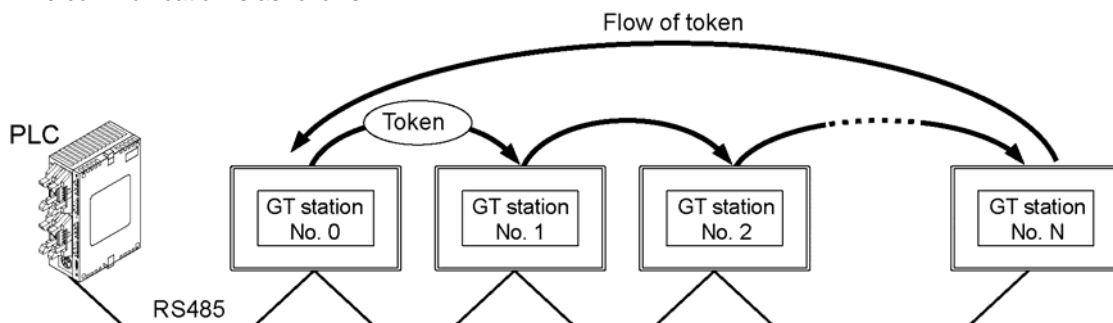 Flow of token
Token
PLC
GT station
No. 0
GT station
No. 1
GT station
No. 2
GT station
No. N
RS485